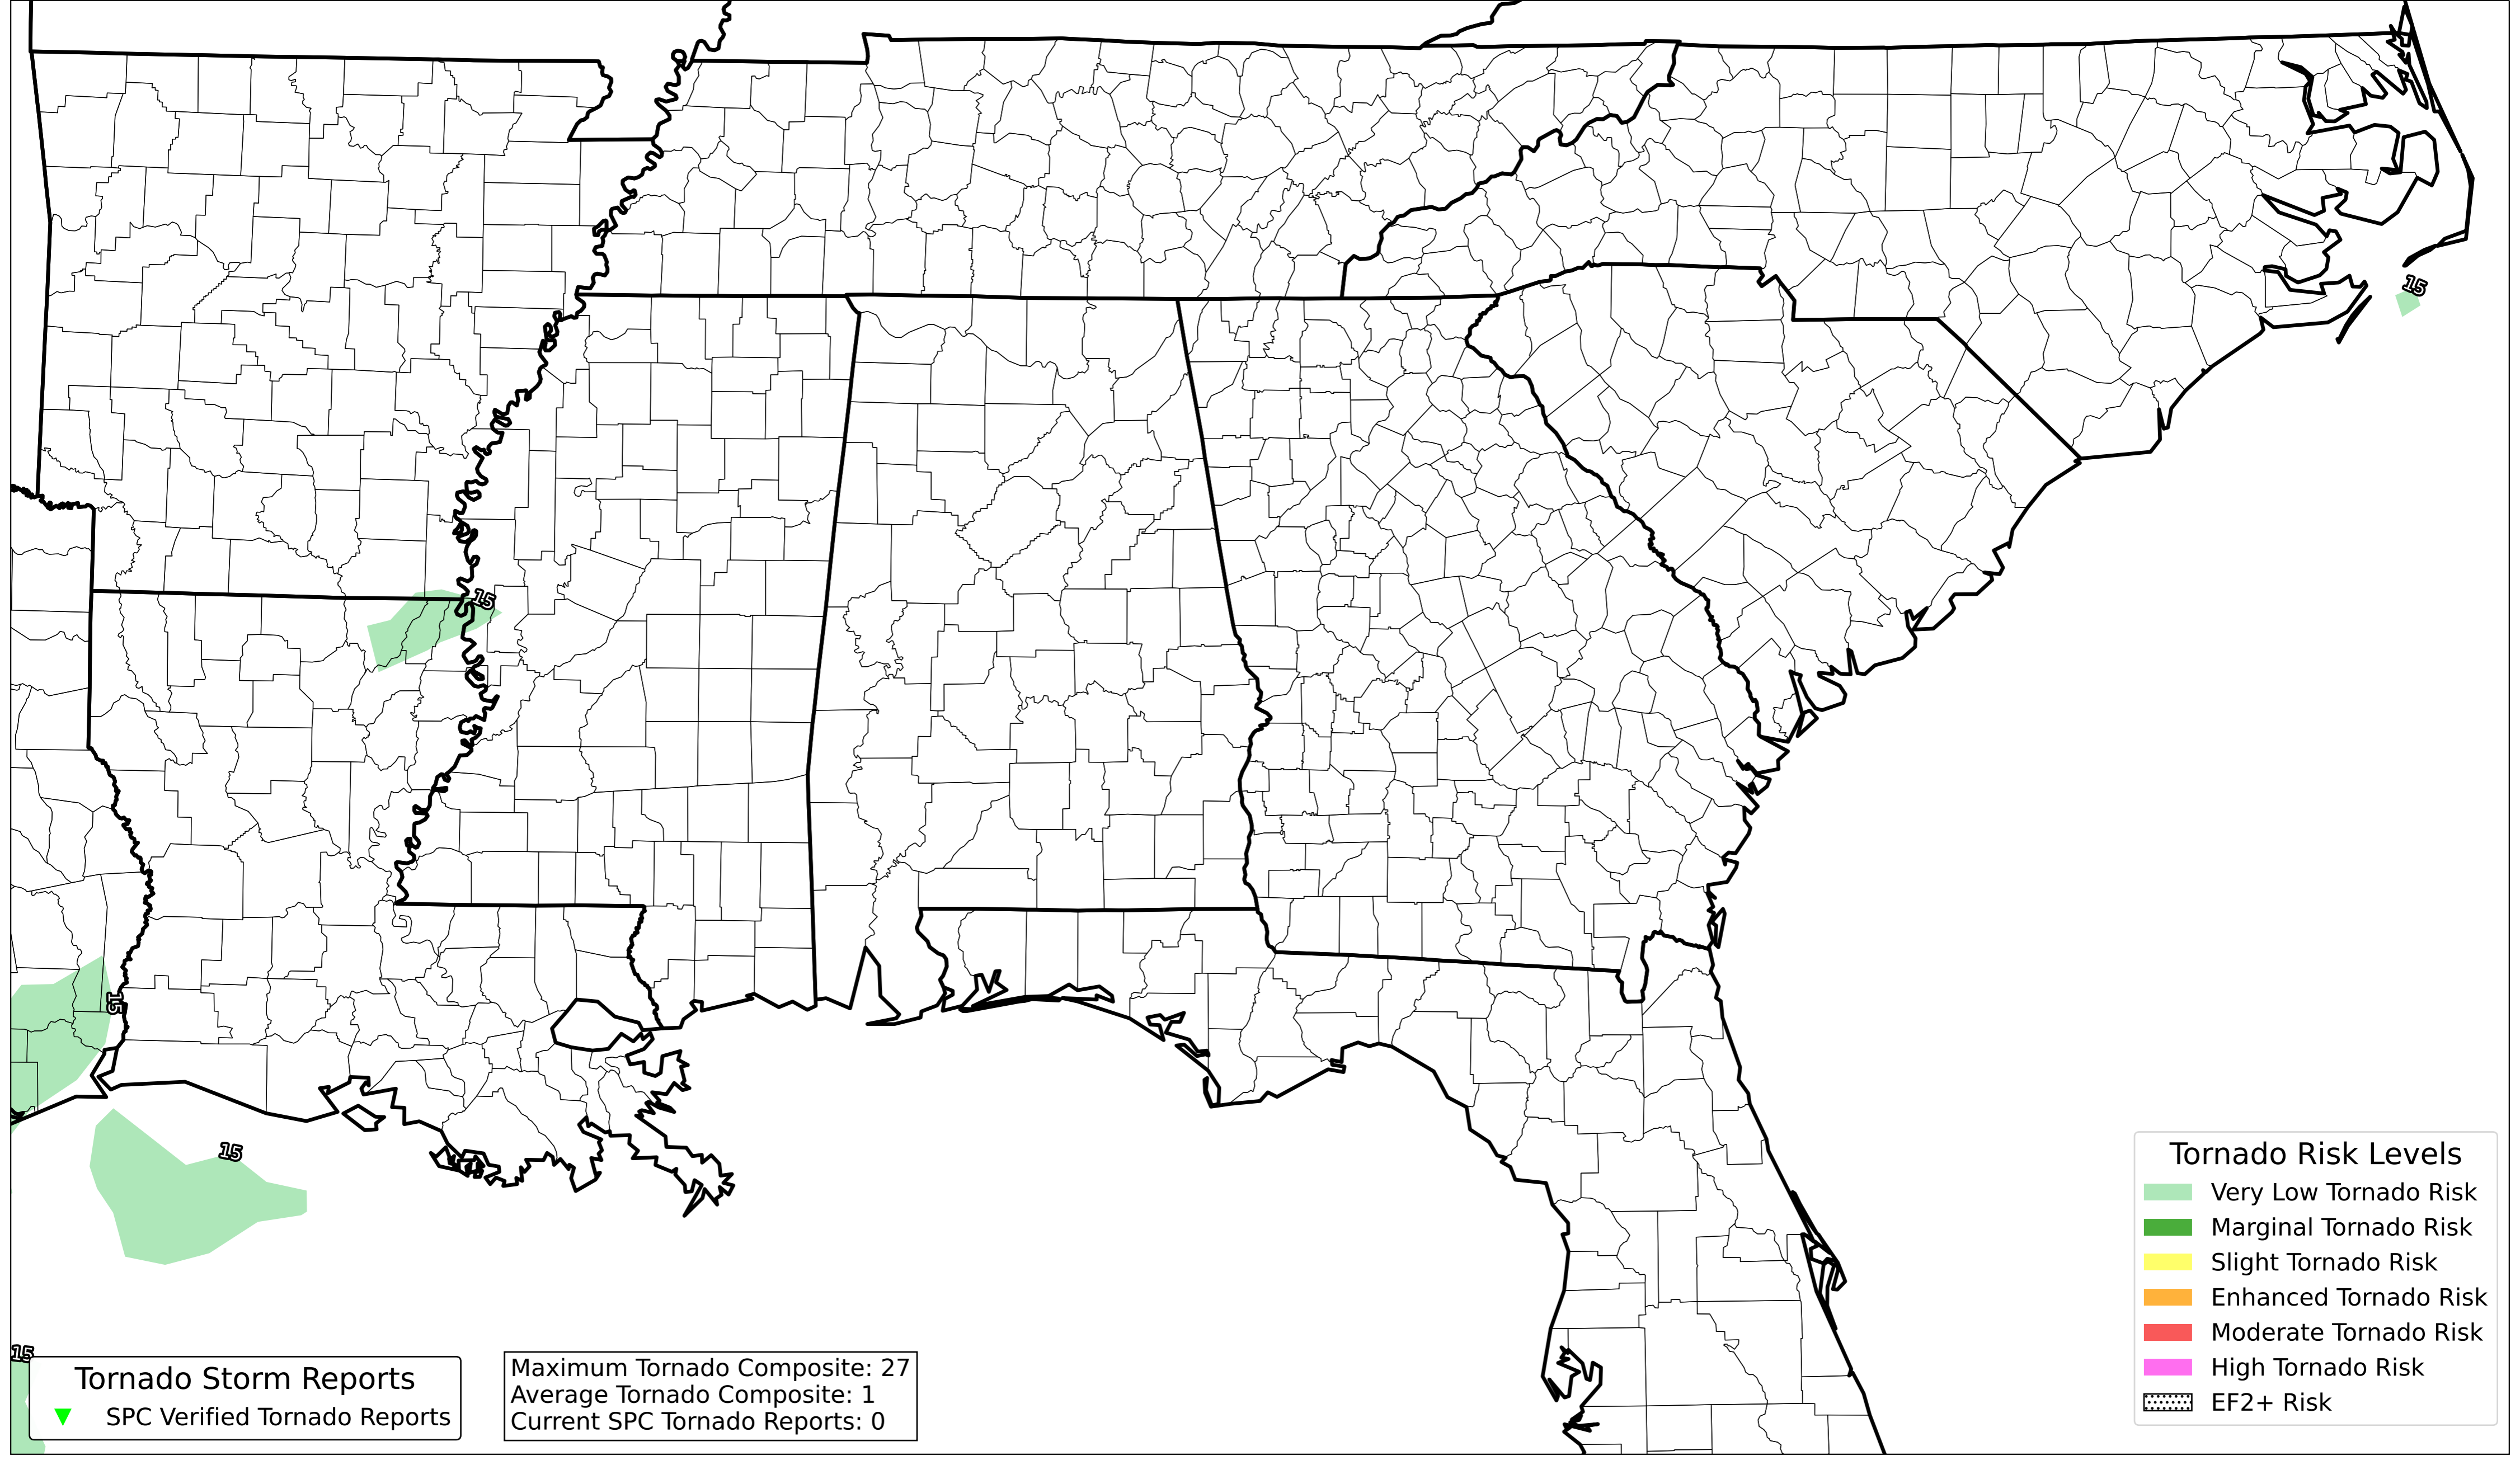 15
15
15
15
15
Tornado Storm Reports
SPC Verified Tornado Reports
Maximum Tornado Composite: 27
Average Tornado Composite: 1
Current SPC Tornado Reports: 0
Tornado Risk Levels
Very Low Tornado Risk
Marginal Tornado Risk
Slight Tornado Risk
Enhanced Tornado Risk
Moderate Tornado Risk
High Tornado Risk
EF2+ Risk